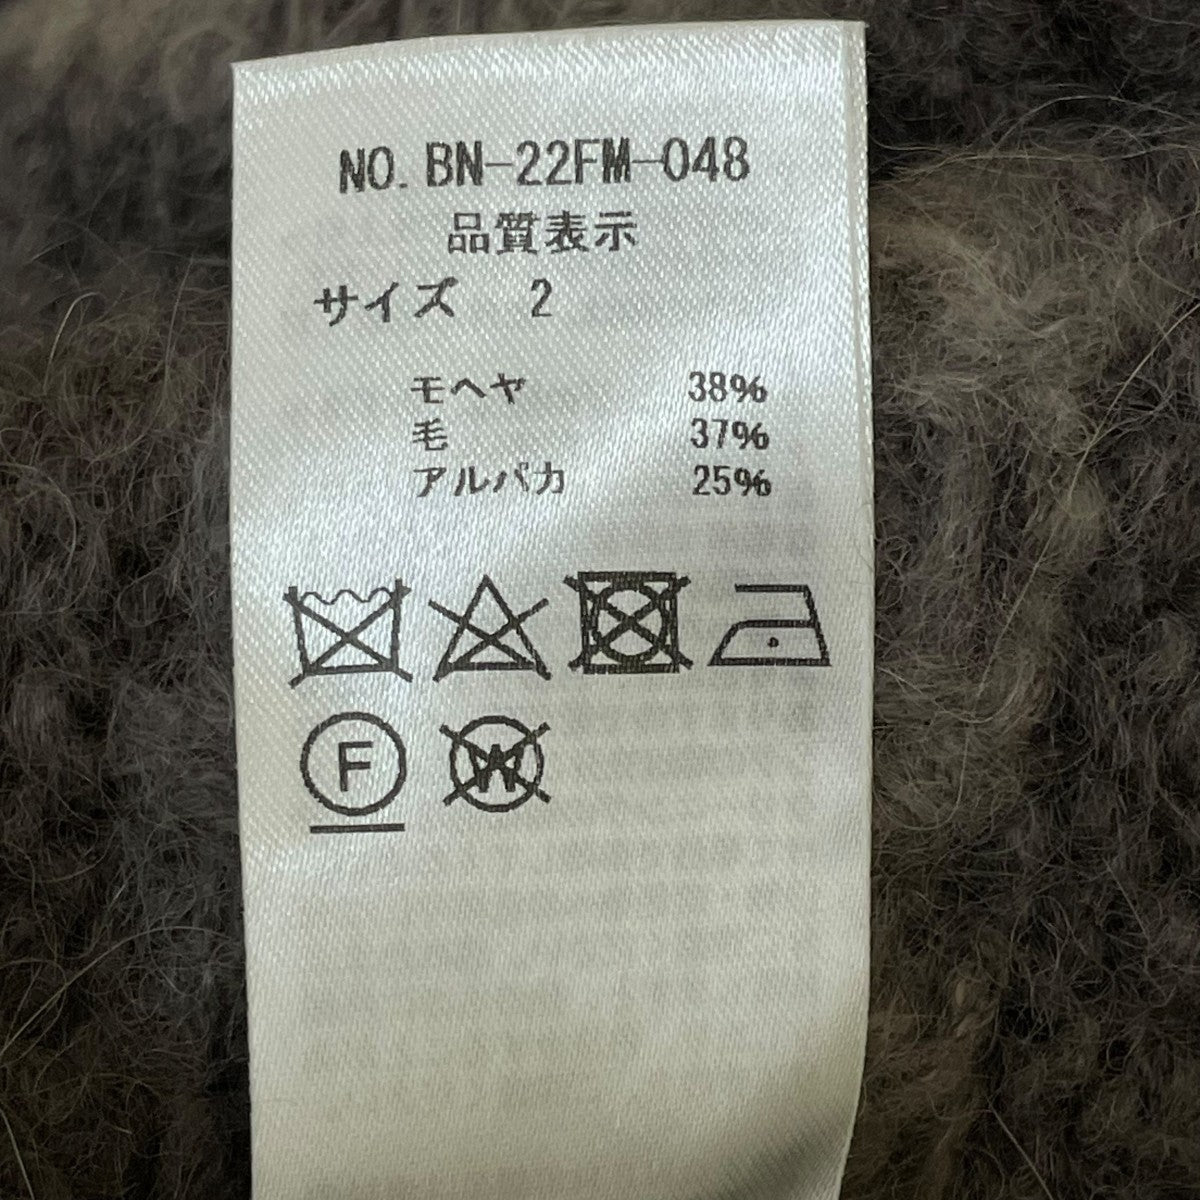 NO. BN-22FM-048
品質表示
サイズ 2
モヘヤ 38%
毛 37%
アルパカ 25%
F
W